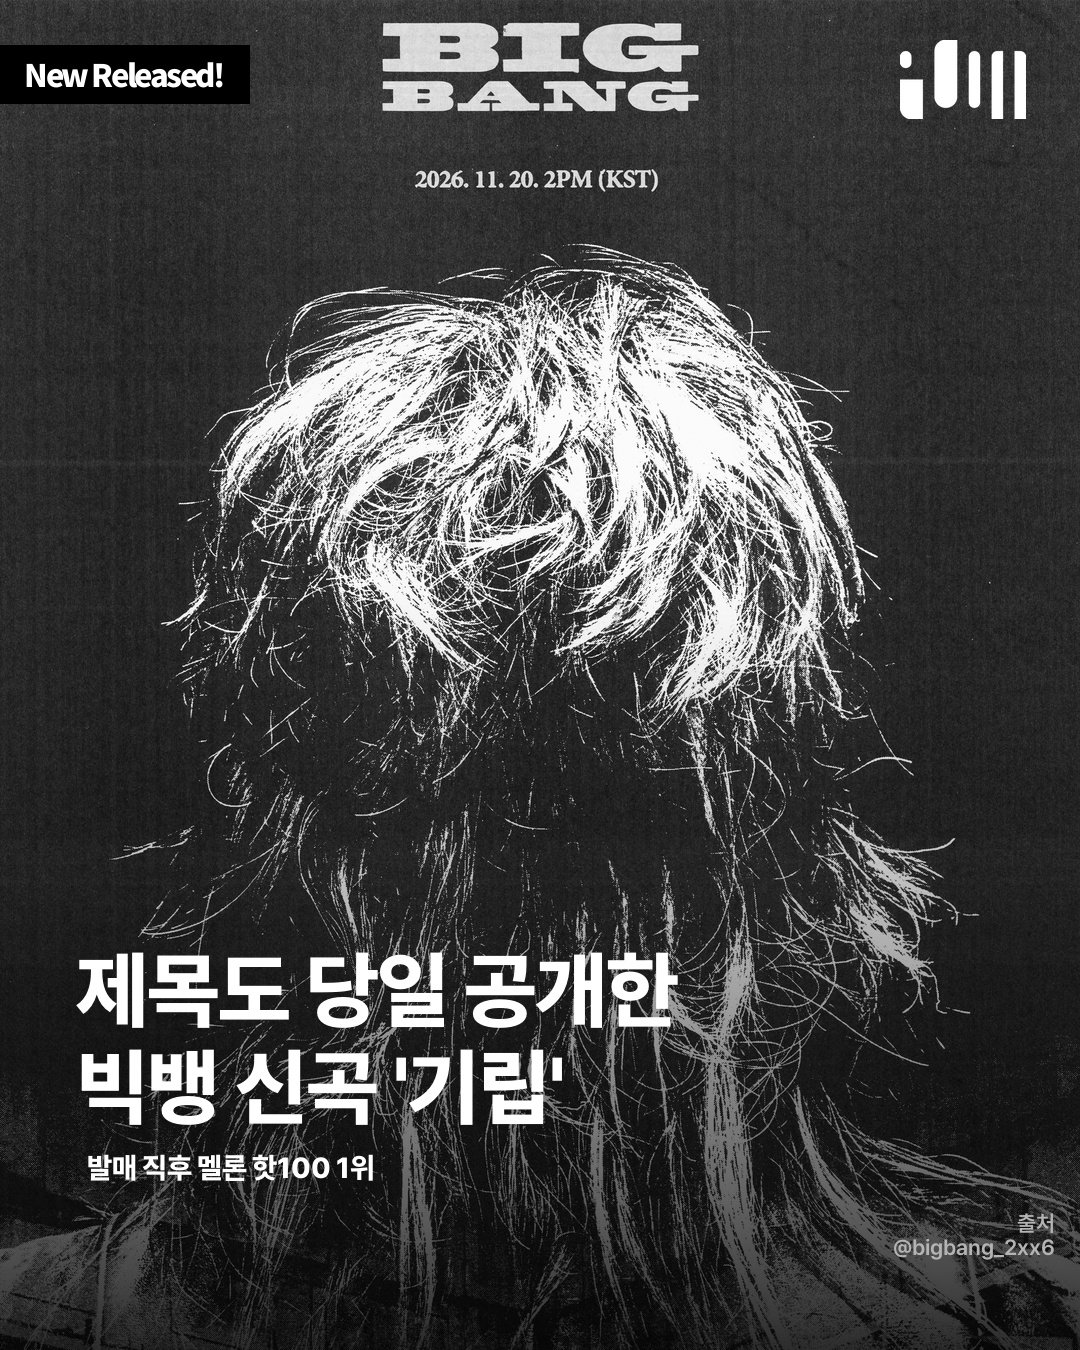 BIG
BANG
New Released!
2026. 11. 20. 2PM (KST)
제목도 당일 공개한
빅뱅 신곡 '기립'
발매 직후 멜론 핫100 1위
출처
@bigbang_2xx6